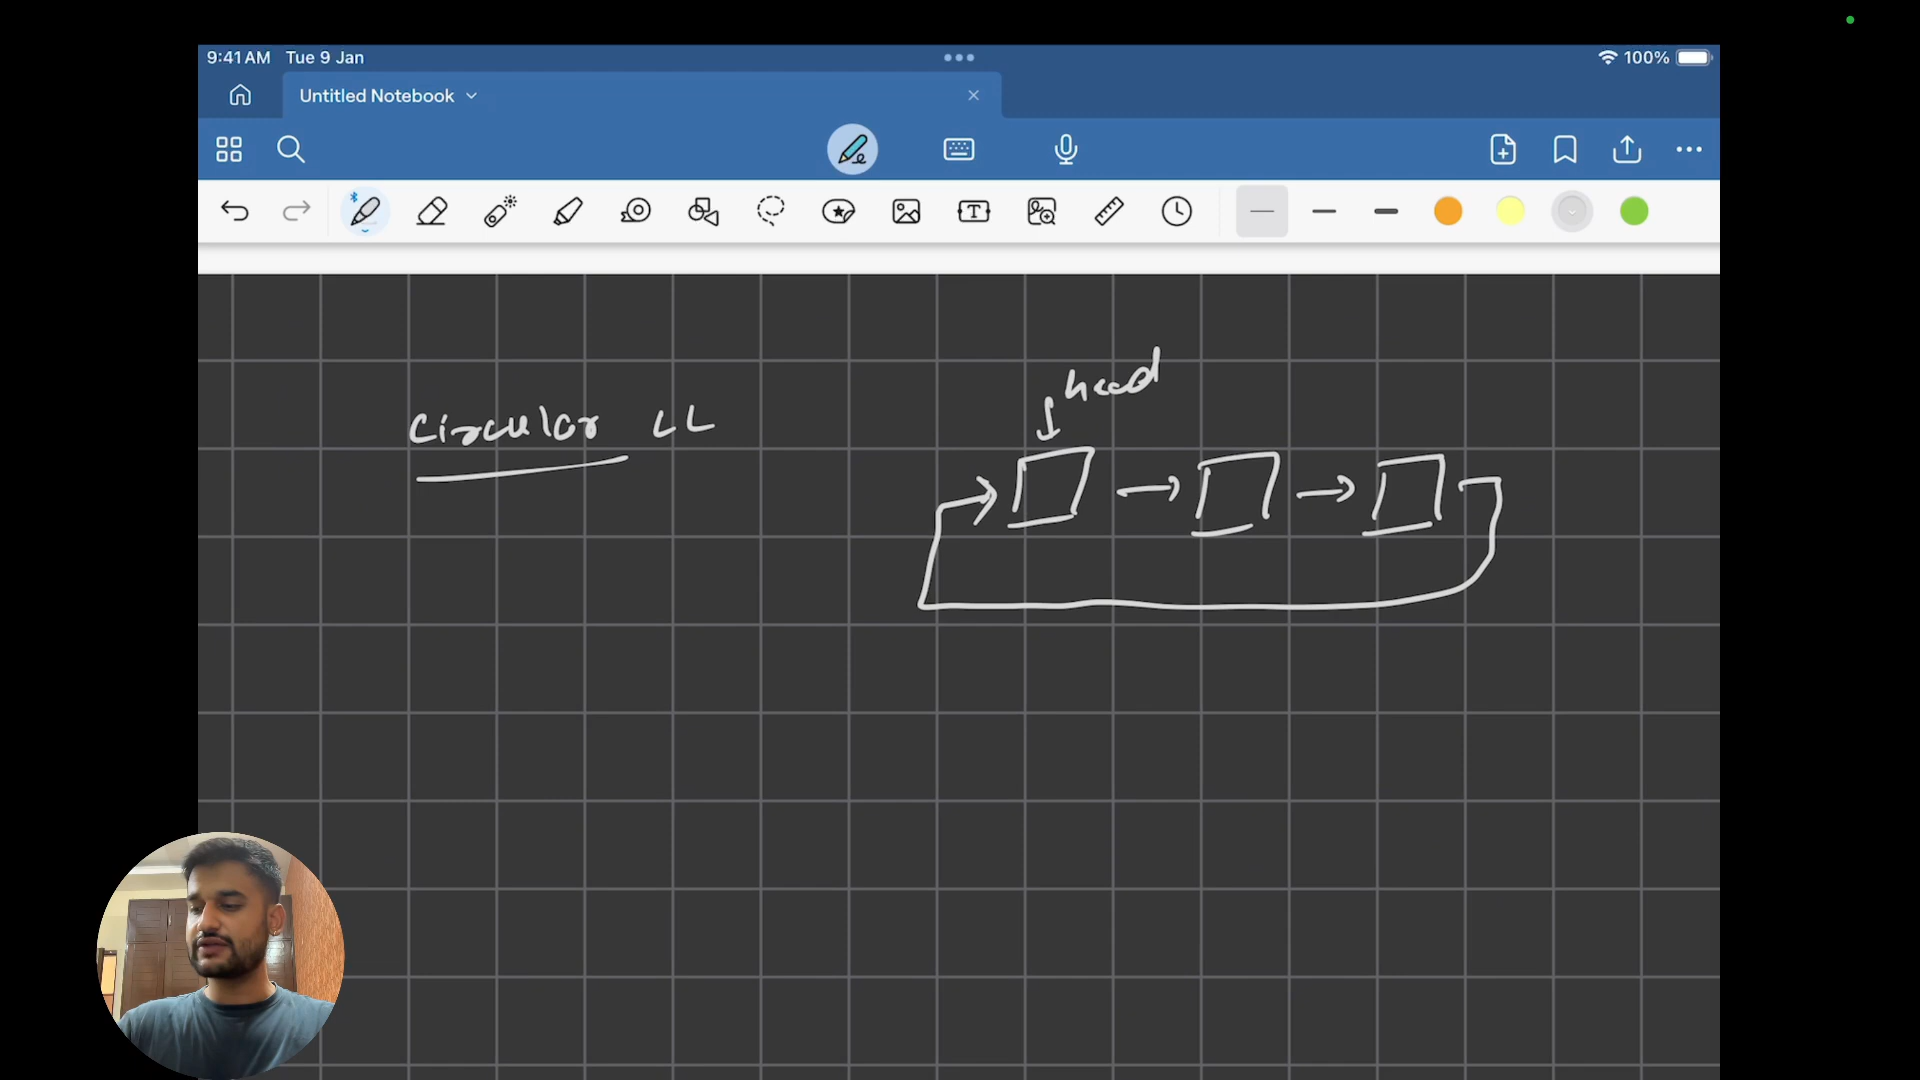 9:41 AM Tue 9 Jan
100%
Untitled Notebook
head
Circular LL